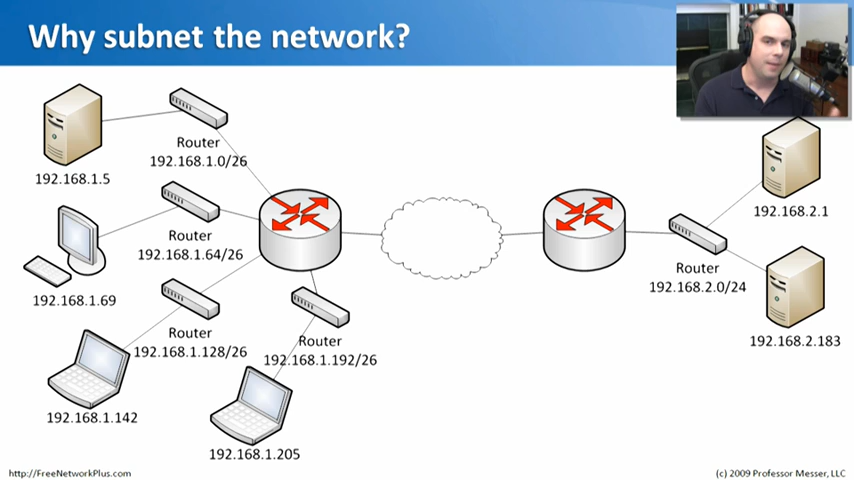 Why subnet the network?
Router
192.168.1.0/26
192.168.1.5
Router
192.168.1.64/26
192.168.1.69
Router
192.168.1.128/26
192.168.1.142
Router
192.168.1.192/26
192.168.1.205
192.168.2.1
Router
192.168.2.0/24
192.168.2.183
http://FreeNetworkPlus.com
(c) 2009 Professor Messer, LLC